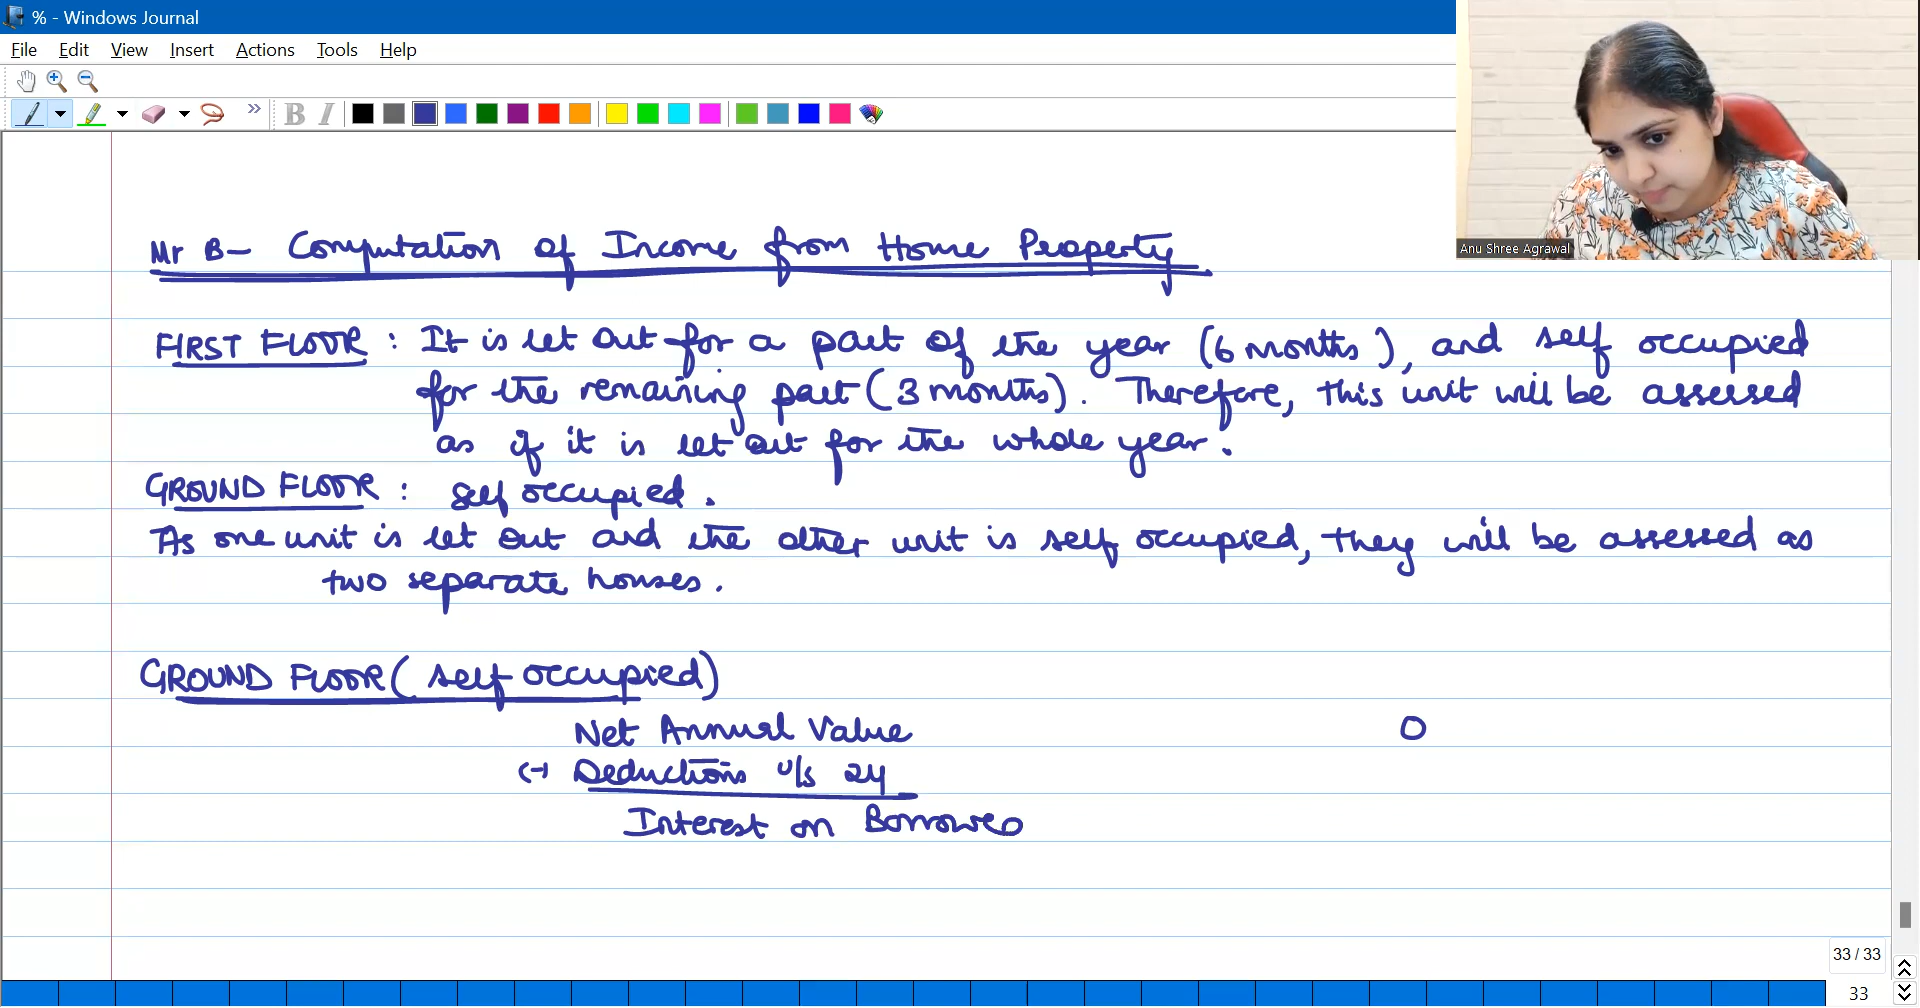 % - Windows Journal
File Edit View Insert Actions Tools Help
B I
Anu Shree Agrawal
Mr B- Computation of Income from Home Property
FIRST FLOOR : It is let out for a part of the year (6 months), and self occupied
for the remaining part (3 months). Therefore, this unit will be assessed
as if it is let out for the whole year.
GROUND FLOOR : self occupied.
As one unit is let out and the other unit is self occupied, they will be assessed as
two separate houses.
GROUND FLOOR ( self occupied)
Net Annual Value 0
(-) Deductions u/s 24
Interest on Borrowed
33 / 33
33